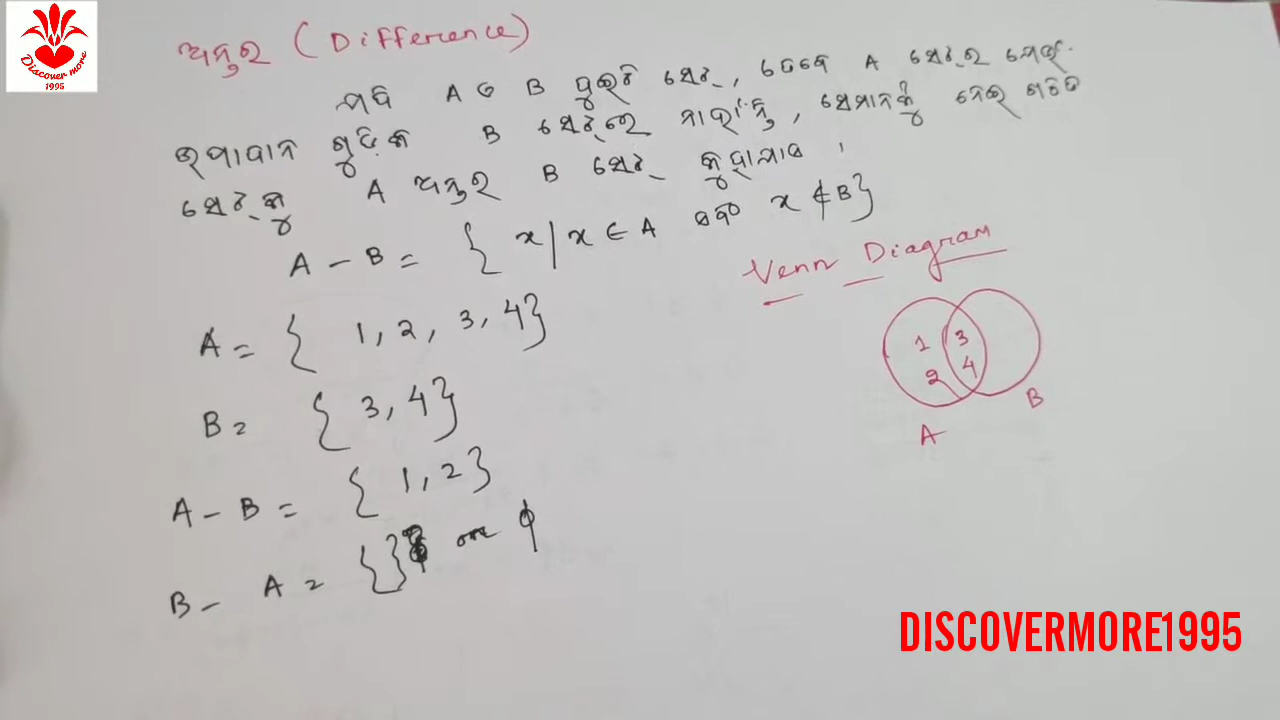 Discover more
1995
ଅନ୍ତର (Difference)
ଯଦି A ଓ B ଦୁଇଟି ସେଟ୍, ତେବେ A ସେଟ୍‌ର ଯେଉଁ
ଉପାଦାନ ଗୁଡ଼ିକ B ସେଟ୍‌ରେ ନାହାଁନ୍ତି, ସେମାନଙ୍କୁ ନେଇ ଗଠିତ
ସେଟ୍‌କୁ A ଅନ୍ତର B ସେଟ୍ କୁହାଯାଏ ।
A - B = { x | x ∈ A ଏବଂ x ∉ B }
Venn Diagram
A = { 1, 2, 3, 4 }
B = { 3, 4 }
A - B = { 1, 2 }
B - A = { } or φ
1 3
2 4
B
A
DISCOVERMORE1995